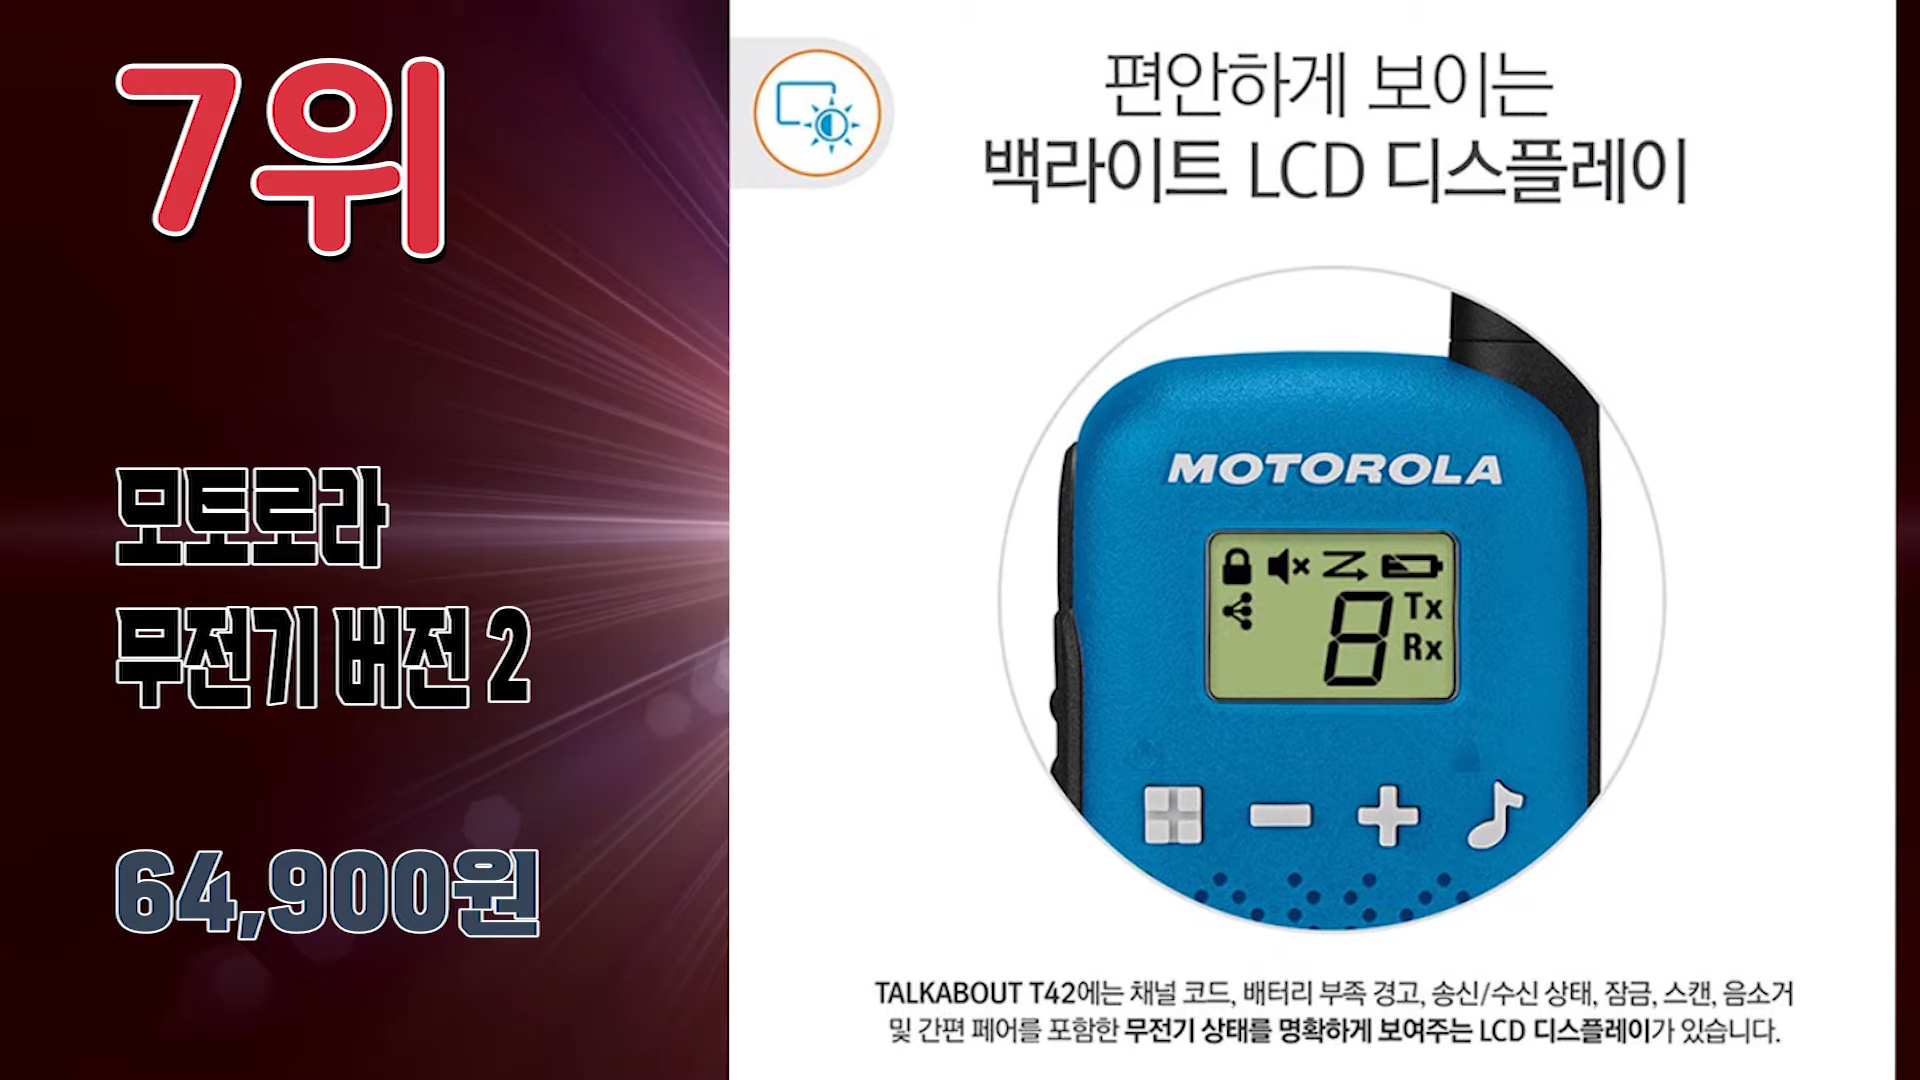 7위
모토로라
무전기 버전 2
64,900원
편안하게 보이는
백라이트 LCD 디스플레이
MOTOROLA
8 Tx
Rx
TALKABOUT T42에는 채널 코드, 배터리 부족 경고, 송신/수신 상태, 잠금, 스캔, 음소거
및 간편 페어를 포함한 무전기 상태를 명확하게 보여주는 LCD 디스플레이가 있습니다.